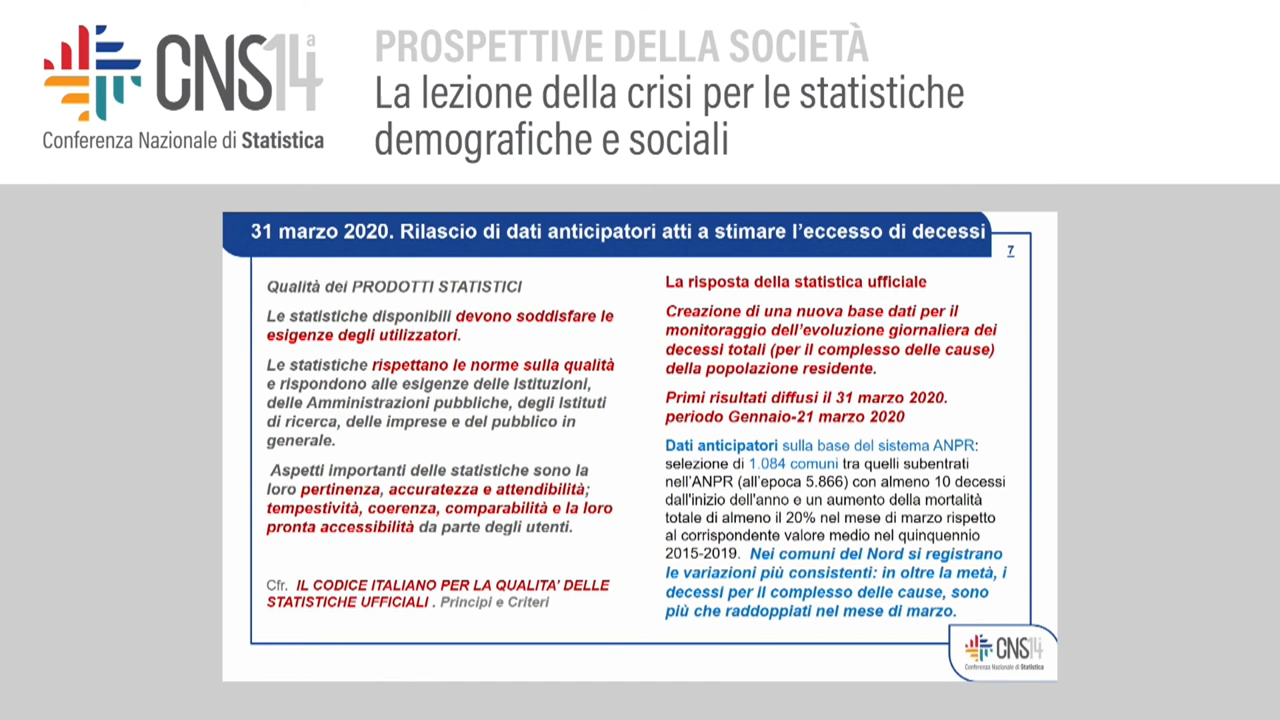 CNS14a
Conferenza Nazionale di Statistica
PROSPETTIVE DELLA SOCIETÀ
La lezione della crisi per le statistiche
demografiche e sociali
31 marzo 2020. Rilascio di dati anticipatori atti a stimare l'eccesso di decessi
7
Qualità dei PRODOTTI STATISTICI
Le statistiche disponibili devono soddisfare le
esigenze degli utilizzatori.
Le statistiche rispettano le norme sulla qualità
e rispondono alle esigenze delle Istituzioni,
delle Amministrazioni pubbliche, degli Istituti
di ricerca, delle imprese e del pubblico in
generale.
Aspetti importanti delle statistiche sono la
loro pertinenza, accuratezza e attendibilità;
tempestività, coerenza, comparabilità e la loro
pronta accessibilità da parte degli utenti.
Cfr. IL CODICE ITALIANO PER LA QUALITA' DELLE
STATISTICHE UFFICIALI . Principi e Criteri
La risposta della statistica ufficiale
Creazione di una nuova base dati per il
monitoraggio dell'evoluzione giornaliera dei
decessi totali (per il complesso delle cause)
della popolazione residente.
Primi risultati diffusi il 31 marzo 2020.
periodo Gennaio-21 marzo 2020
Dati anticipatori sulla base del sistema ANPR:
selezione di 1.084 comuni tra quelli subentrati
nell'ANPR (all'epoca 5.866) con almeno 10 decessi
dall'inizio dell'anno e un aumento della mortalità
totale di almeno il 20% nel mese di marzo rispetto
al corrispondente valore medio nel quinquennio
2015-2019. Nei comuni del Nord si registrano
le variazioni più consistenti: in oltre la metà, i
decessi per il complesso delle cause, sono
più che raddoppiati nel mese di marzo.
CNS14
Conferenza Nazionale di Statistica